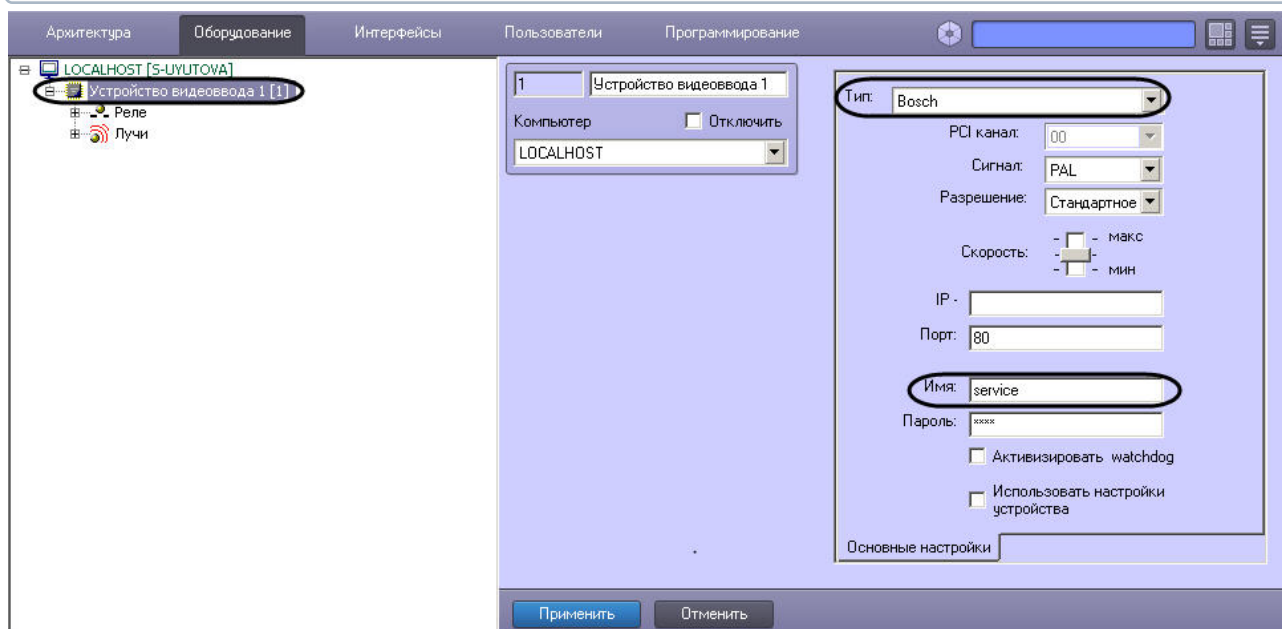 Архитектура Оборудование Интерфейсы Пользователи Программирование
LOCALHOST [S-UYUTOVA]
Устройство видеоввода 1 [1]
Реле
Лучи
1 Устройство видеоввода 1
Компьютер Отключить
LOCALHOST
Тип: Bosch
PCI канал: 00
Сигнал: PAL
Разрешение: Стандартное
Скорость: - - макс
- -
- - мин
IP -
Порт: 80
Имя: service
Пароль: ××××
Активизировать watchdog
Использовать настройки
устройства
Основные настройки
Применить Отменить